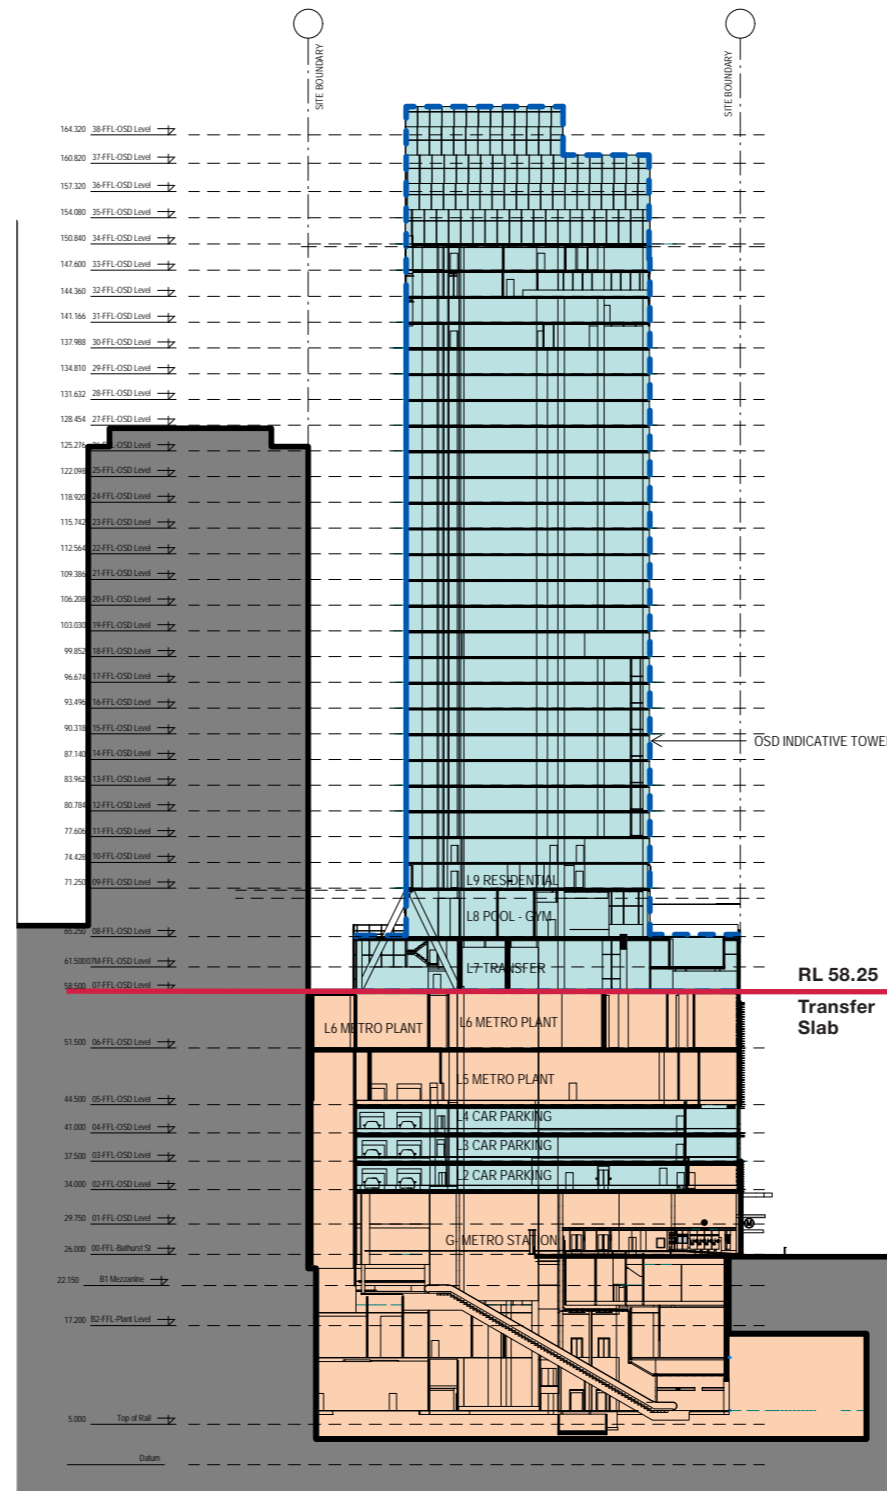 SITE BOUNDARY
SITE BOUNDARY
164.320 38-FFL-OSD Level
160.820 37-FFL-OSD Level
157.320 36-FFL-OSD Level
154.080 35-FFL-OSD Level
150.840 34-FFL-OSD Level
147.600 33-FFL-OSD Level
144.360 32-FFL-OSD Level
141.166 31-FFL-OSD Level
137.988 30-FFL-OSD Level
134.810 29-FFL-OSD Level
131.632 28-FFL-OSD Level
128.454 27-FFL-OSD Level
125.276 26-FFL-OSD Level
122.098 25-FFL-OSD Level
118.920 24-FFL-OSD Level
115.742 23-FFL-OSD Level
112.564 22-FFL-OSD Level
109.386 21-FFL-OSD Level
106.208 20-FFL-OSD Level
103.030 19-FFL-OSD Level
99.852 18-FFL-OSD Level
96.674 17-FFL-OSD Level
93.496 16-FFL-OSD Level
90.318 15-FFL-OSD Level
OSD INDICATIVE TOWE
87.140 14-FFL-OSD Level
83.962 13-FFL-OSD Level
80.784 12-FFL-OSD Level
77.606 11-FFL-OSD Level
74.428 10-FFL-OSD Level
71.250 09-FFL-OSD Level
L9 RESIDENTIAL
L8 POOL - GYM
65.250 08-FFL-OSD Level
61.500 07M-FFL-OSD Level
L7 TRANSFER
58.500 07-FFL-OSD Level
RL 58.25
Transfer
Slab
L6 METRO PLANT
L6 METRO PLANT
51.500 06-FFL-OSD Level
L5 METRO PLANT
44.500 05-FFL-OSD Level
L4 CAR PARKING
41.000 04-FFL-OSD Level
L3 CAR PARKING
37.500 03-FFL-OSD Level
L2 CAR PARKING
34.000 02-FFL-OSD Level
29.750 01-FFL-OSD Level
M
G- METRO STATION
26.000 00-FFL-Bathurst St
22.150 B1 Mezzanine
17.200 B2-FFL-Plant Level
5.000 Top of Rail
Datum